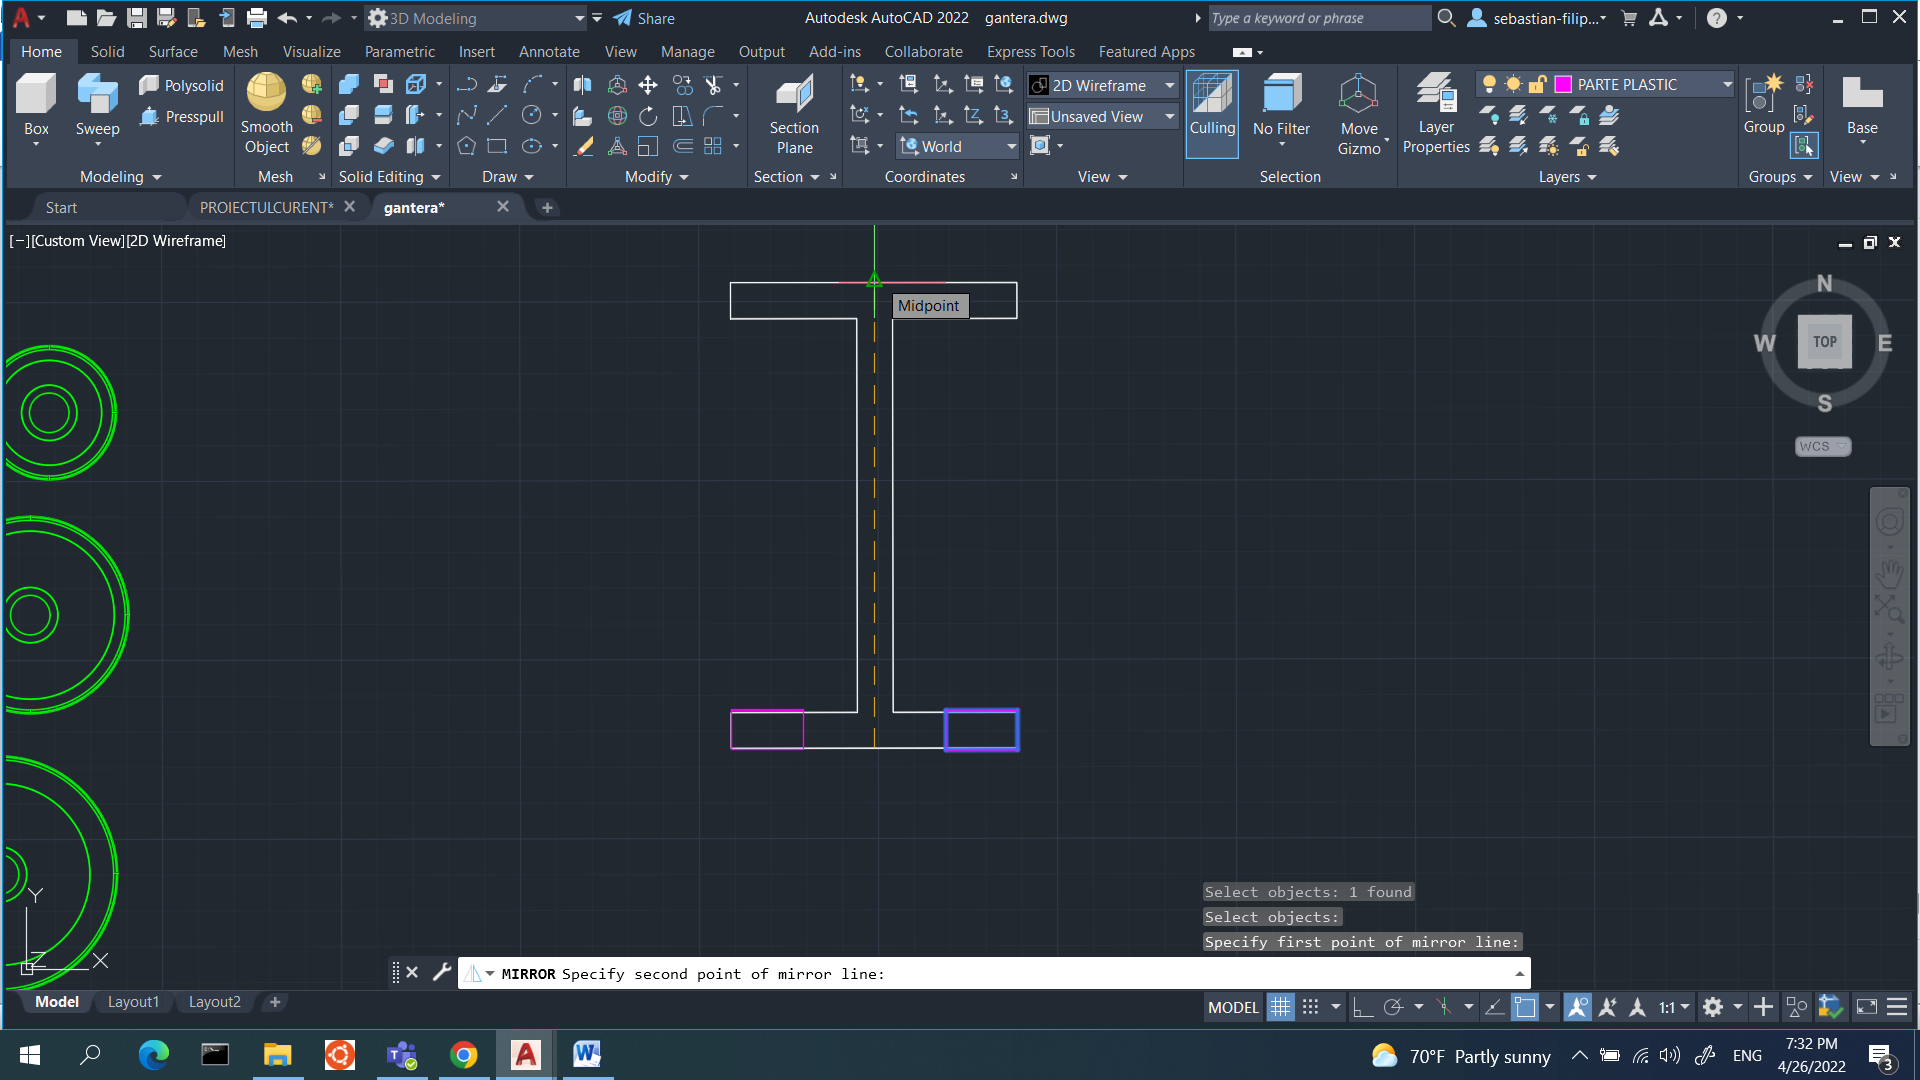 3D Modeling
Share
Autodesk AutoCAD 2022 gantera.dwg
Type a keyword or phrase
sebastian-filip...
Home Solid Surface Mesh Visualize Parametric Insert Annotate View Manage Output Add-ins Collaborate Express Tools Featured Apps
Box
Sweep
Polysolid
Presspull
Modeling
Smooth
Object
Mesh
Solid Editing
Draw
Modify
Section
Plane
Section
World
Coordinates
2D Wireframe
Unsaved View
View
Culling
No Filter
Move
Gizmo
Selection
Layer
Properties
PARTE PLASTIC
Layers
Group
Groups
Base
View
Start
PROIECTULCURENT*
gantera*
[−][Custom View][2D Wireframe]
Midpoint
N
W
TOP
E
S
WCS
Y
Z
X
Select objects: 1 found
Select objects:
Specify first point of mirror line:
MIRROR Specify second point of mirror line:
Model
Layout1
Layout2
MODEL
1:1
70°F Partly sunny
ENG
7:32 PM
4/26/2022
3